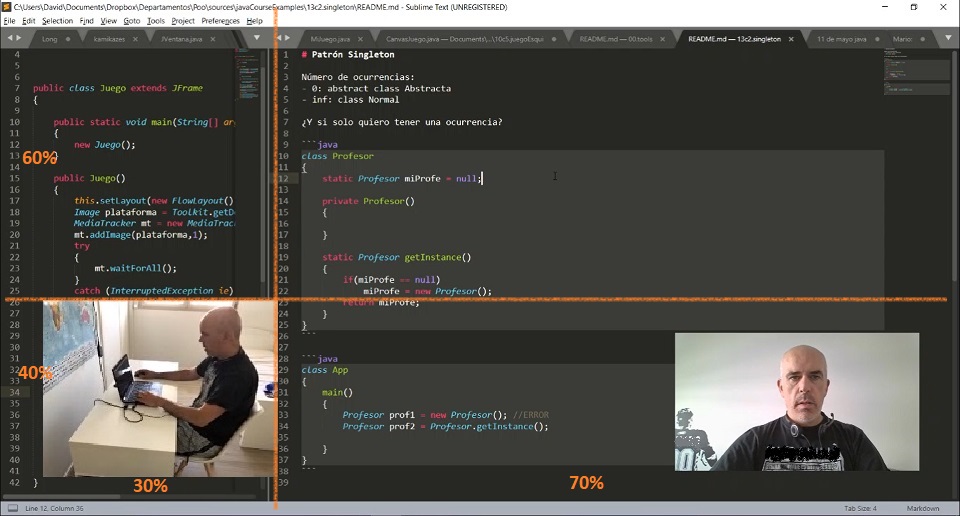 C:\Users\David\Documents\Dropbox\Departamentos\Poo\sources\javaCourseExamples\13c2.singleton\README.md - Sublime Text (UNREGISTERED)
File Edit Selection Find View Goto Tools Project Preferences Help
Long kamikazes JVentana.java
MiJuego.java CanvasJuego.java — Documents\...\10c5.juegoEsqui README.md — 00.tools README.md — 13c2.singleton 11 de mayo java Mano:
4
5
6
7 public class Juego extends JFrame
8 {
9
10 public static void main(String[] ar
11 {
12 new Juego();
13 }
14
15 public Juego()
16 {
17 this.setLayout(new FlowLayout()
18 Image plataforma = Toolkit.getD
19 MediaTracker mt = new MediaTrac
20 mt.addImage(plataforma,1);
21 try
22 {
23 mt.waitForAll();
24 }
25 catch (InterruptedException ie)
26
27
28
29
30
31
32
33
34
35
36
37
38
39
40
41
42 }
60%
40%
30%
1 # Patrón Singleton
2
3 Número de ocurrencias:
4 - 0: abstract class Abstracta
5 - inf: class Normal
6
7 ¿Y si solo quiero tener una ocurrencia?
8
9 ```java
10 class Profesor
11 {
12 static Profesor miProfe = null;
13
14 private Profesor()
15 {
16
17 }
18
19 static Profesor getInstance()
20 {
21 if(miProfe == null)
22 miProfe = new Profesor();
23 return miProfe;
24 }
25 }
26 ```
27
28 ```java
29 class App
30 {
31 main()
32 {
33 Profesor prof1 = new Profesor(); //ERROR
34 Profesor prof2 = Profesor.getInstance();
35
36 }
37 }
38 ```
39
70%
Line 12, Column 36 Tab Size: 4 Markdown